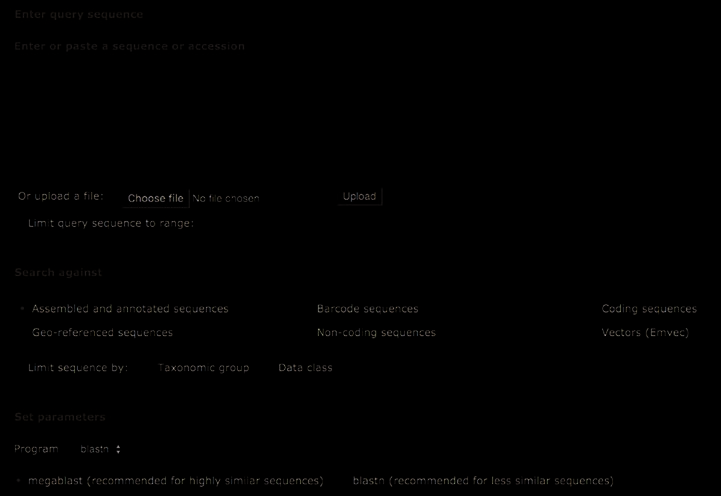 Enter query sequence
Enter or paste a sequence or accession
Or upload a file: Choose file No file chosen Upload
Limit query sequence to range:
Search against
Assembled and annotated sequences Barcode sequences Coding sequences
Geo-referenced sequences Non-coding sequences Vectors (Emvec)
Limit sequence by: Taxonomic group Data class
Set parameters
Program blastn
megablast (recommended for highly similar sequences) blastn (recommended for less similar sequences)